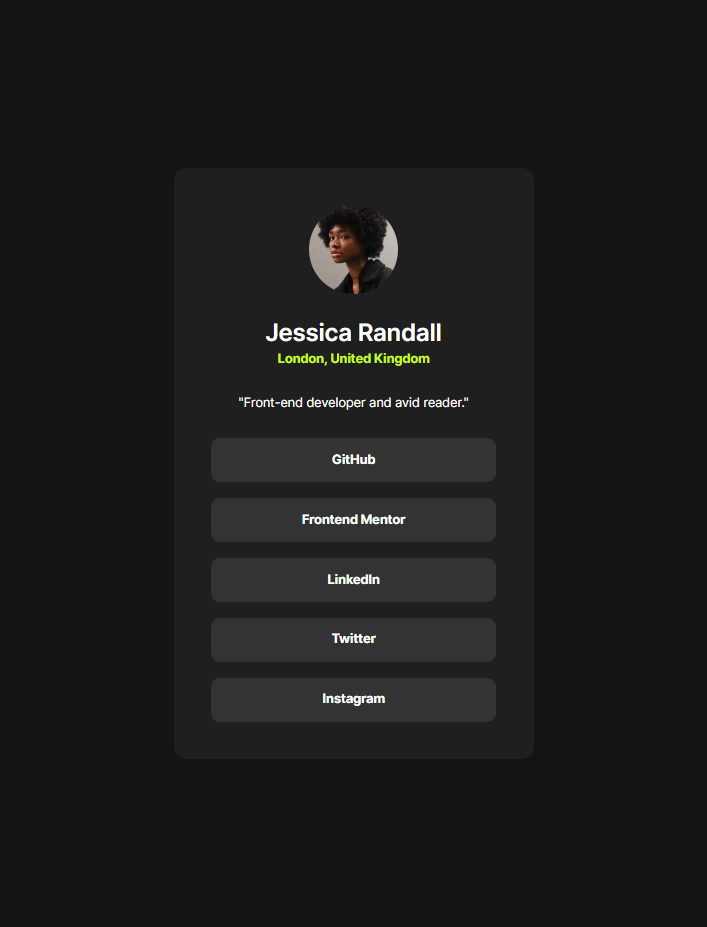 Jessica Randall
London, United Kingdom
"Front-end developer and avid reader."
GitHub
Frontend Mentor
LinkedIn
Twitter
Instagram